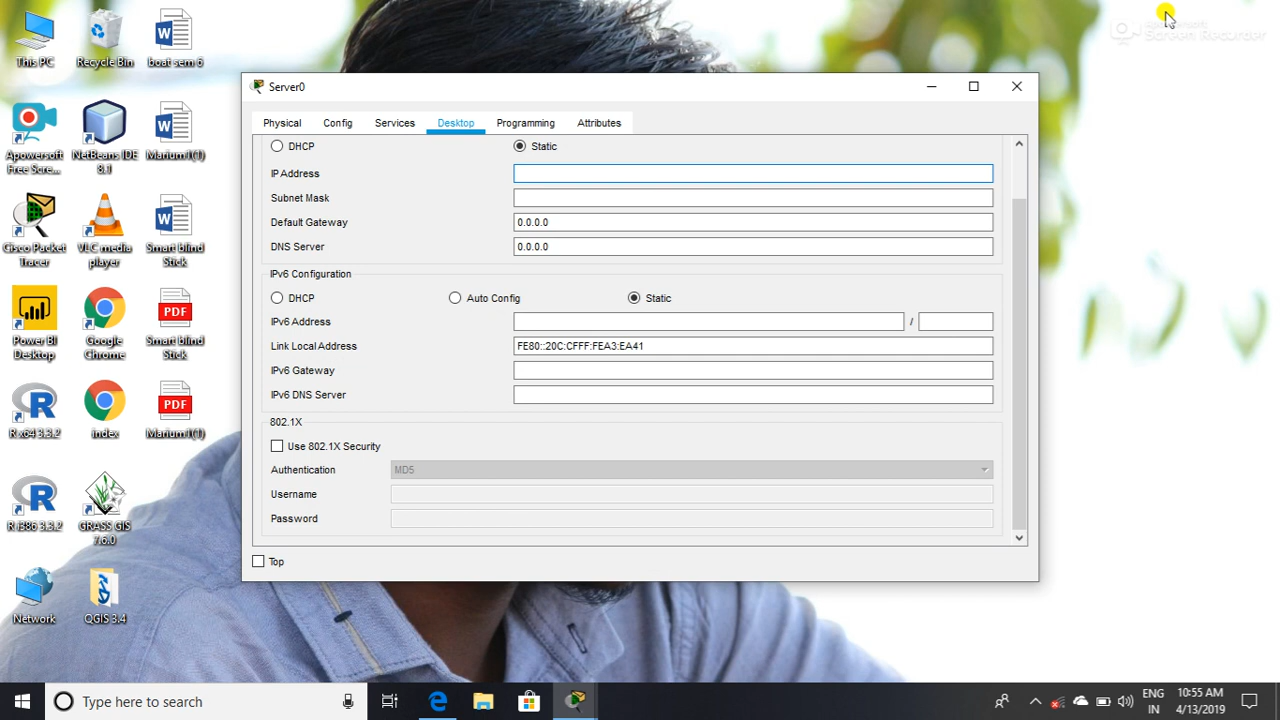 This PC
Recycle Bin
boat sem 6
Apowersoft Free Scre...
NetBeans IDE 8.1
Marium1(1)
Cisco Packet Tracer
VLC media player
Smart blind Stick
Power BI Desktop
Google Chrome
Smart blind Stick
R x64 3.3.2
index
Marium1(1)
R i386 3.3.2
GRASS GIS 7.6.0
Network
QGIS 3.4
Apowersoft
Screen Recorder
Server0
Physical Config Services Desktop Programming Attributes
DHCP Static
IP Address
Subnet Mask
Default Gateway 0.0.0.0
DNS Server 0.0.0.0
IPv6 Configuration
DHCP Auto Config Static
IPv6 Address /
Link Local Address FE80::20C:CFFF:FEA3:EA41
IPv6 Gateway
IPv6 DNS Server
802.1X
Use 802.1X Security
Authentication MD5
Username
Password
Top
Type here to search
ENG
IN
10:55 AM
4/13/2019